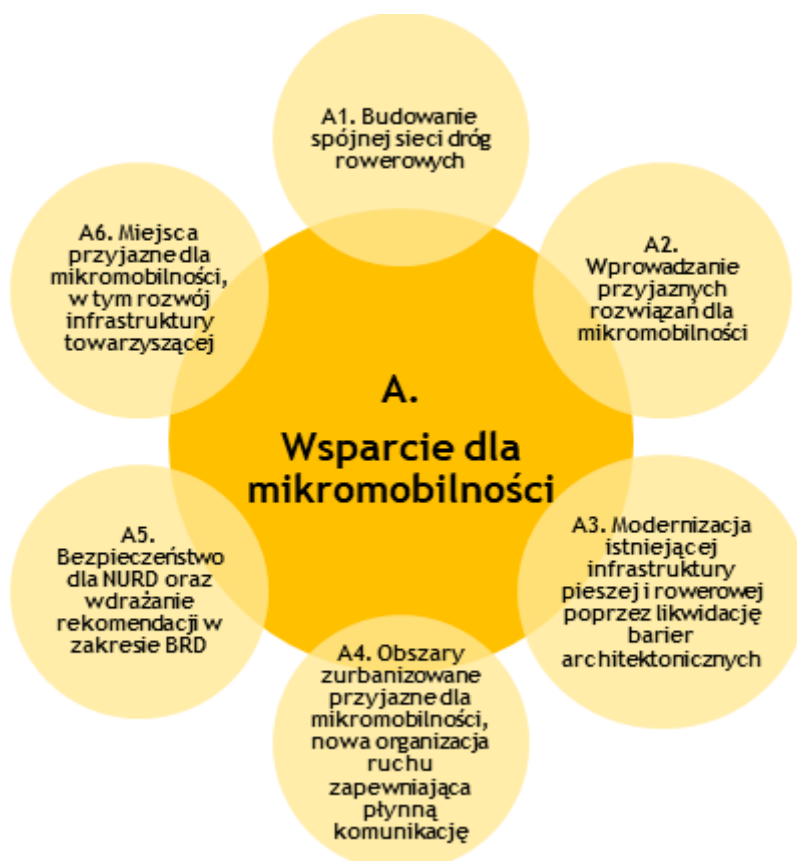 A1. Budowanie
spójnej sieci dróg
rowerowych
A2.
Wprowadzanie
przyjaznych
rozwiązań dla
mikromobilności
A3. Modernizacja
istniejącej
infrastruktury
pieszej i rowerowej
poprzez likwidację
barier
architektonicznych
A4. Obszary
zurbanizowane
przyjazne dla
mikromobilności,
nowa organizacja
ruchu
zapewniająca
płynną
komunikację
A5.
Bezpieczeństwo
dla NURD oraz
wdrażanie
rekomendacji w
zakresie BRD
A6. Miejsca
przyjazne dla
mikromobilności,
w tym rozwój
infrastruktury
towarzyszącej
A.
Wsparcie dla
mikromobilności